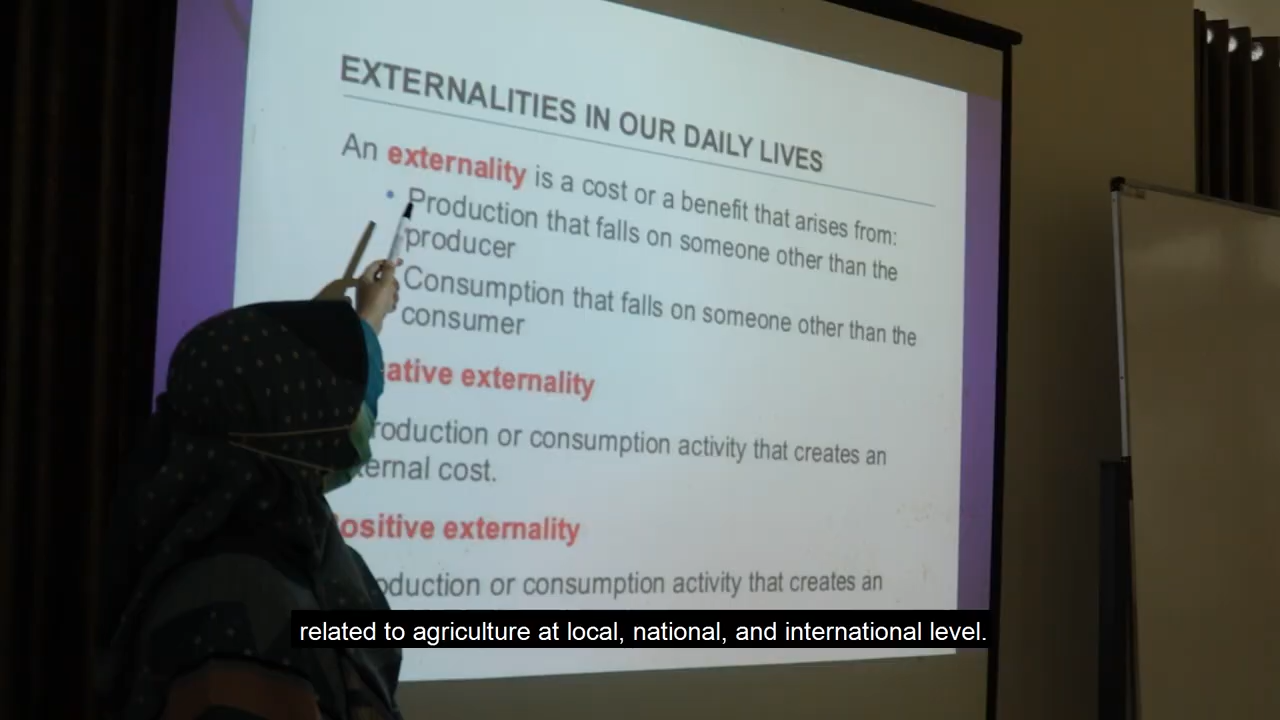 EXTERNALITIES IN OUR DAILY LIVES
An externality is a cost or a benefit that arises from:
• Production that falls on someone other than the
producer
Consumption that falls on someone other than the
consumer
ative externality
roduction or consumption activity that creates an
ernal cost.
ositive externality
oduction or consumption activity that creates an
related to agriculture at local, national, and international level.